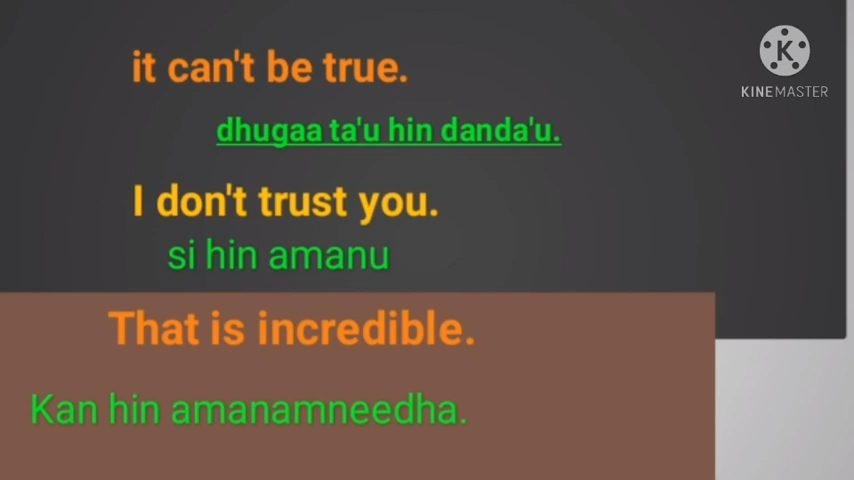 it can't be true.
KINEMASTER
dhugaa ta'u hin danda'u.
I don't trust you.
si hin amanu
That is incredible.
Kan hin amanamneedha.